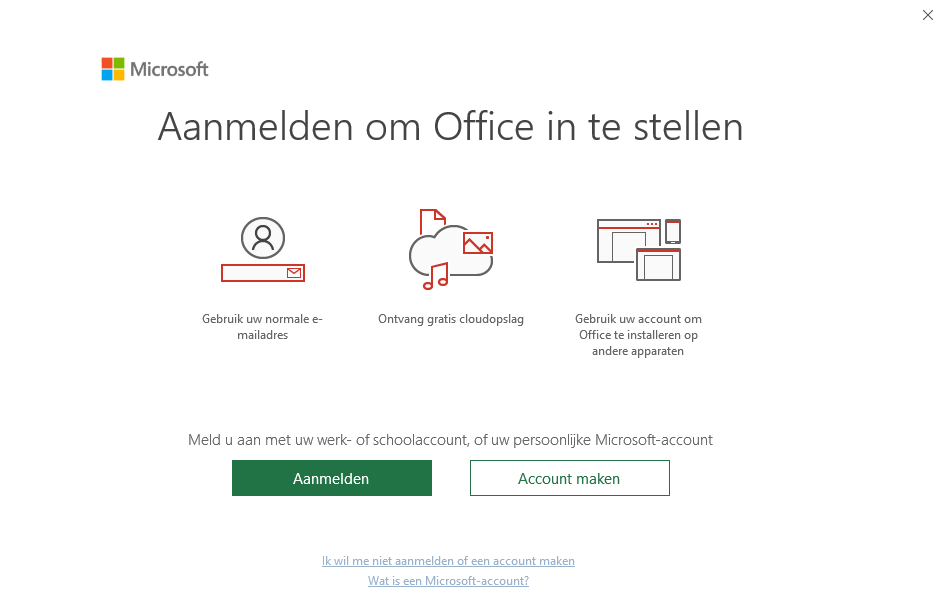 Microsoft
Aanmelden om Office in te stellen
Gebruik uw normale e-
mailadres
Ontvang gratis cloudopslag
Gebruik uw account om
Office te installeren op
andere apparaten
Meld u aan met uw werk- of schoolaccount, of uw persoonlijke Microsoft-account
Aanmelden
Account maken
Ik wil me niet aanmelden of een account maken
Wat is een Microsoft-account?